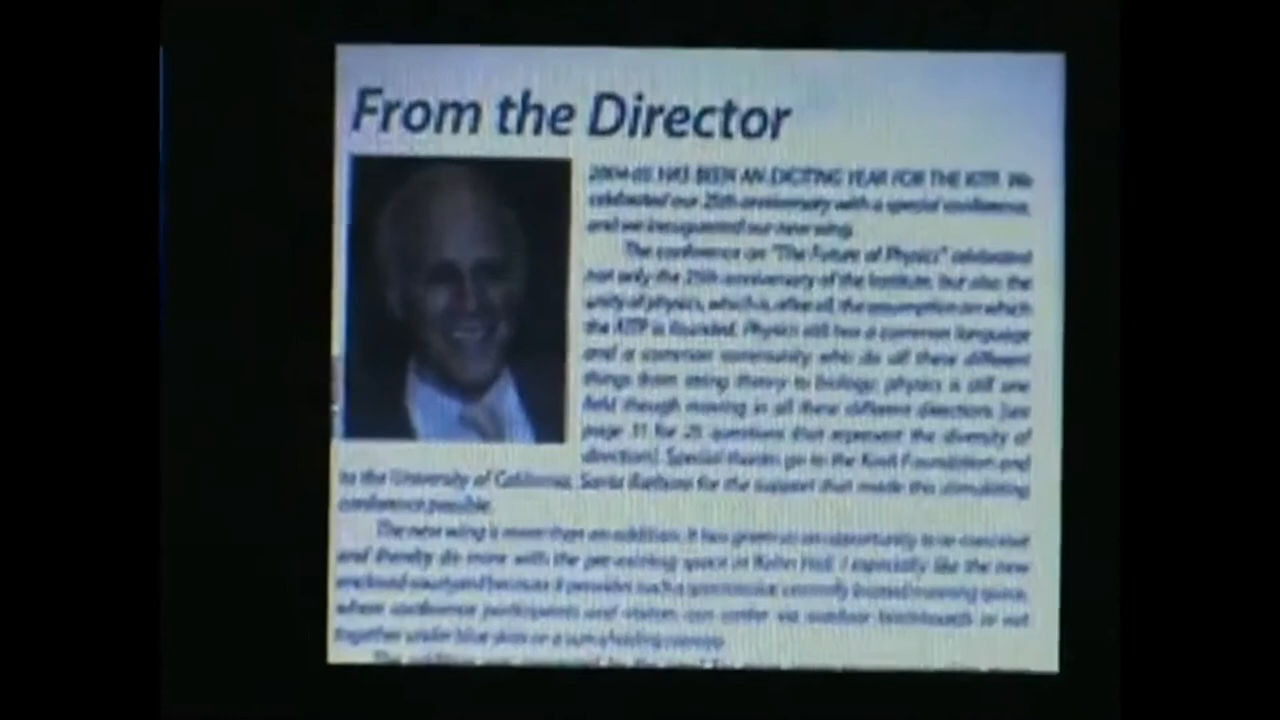 From the Director
2004-05 HAS BEEN AN EXCITING YEAR FOR THE KITP. We
celebrated our 25th anniversary with a special conference,
and we inaugurated our new wing.
The conference on "The Future of Physics" celebrated
not only the 25th anniversary of the Institute, but also the
unity of physics, which is, after all, the assumption on which
the KITP is founded. Physics still has a common language
and a common community who do all these different
things from string theory to biology; physics is still one
field though moving in all these different directions [see
page 11 for 25 questions that represent the diversity of
directions]. Special thanks go to the Kavli Foundation and
to the University of California, Santa Barbara for the support that made this stimulating
conference possible.
The new wing is more than an addition. It has given us an opportunity to re-conceive
and thereby do more with the pre-existing space in Kohn Hall. I especially like the new
enclosed courtyard because it provides such a spectacular, centrally located meeting space,
where conference participants and visitors can confer via outdoor blackboards or eat
together under blue skies or a